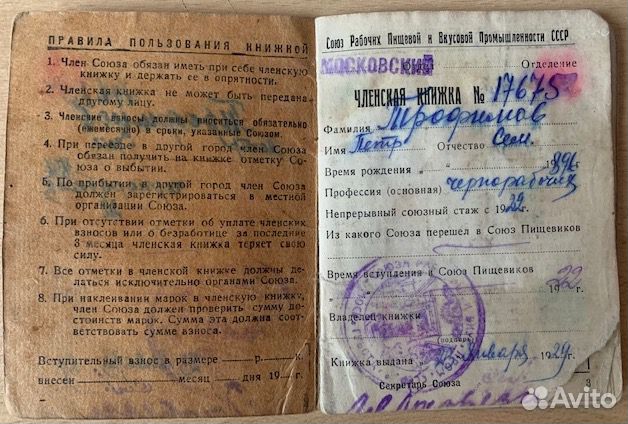 ПРАВИЛА ПОЛЬЗОВАНИЯ КНИЖКОЙ
1. Член Союза обязан иметь при себе членскую
книжку и держать ее в опрятности.
2. Членская книжка не может быть передана
другому лицу.
3. Членские взносы должны вноситься обязательно
(ежемесячно) в сроки, указанные Союзом.
4. При переезде в другой город член Союза
обязан получить на книжке отметку Со-
юза о выбытии.
5. По прибытии в другой город член Союза
должен зарегистрироваться в местной
организации Союза.
6. При отсутствии отметки об уплате членских
взносов или о безработице за последние
3 месяца членская книжка теряет свою
силу.
7. Все отметки в членской книжке должны де-
латься исключительно органами Союза.
8. При наклеивании марок в членскую книжку,
член Союза должен проверить сумму до-
стоинств марок. Сумма эта должна соот-
ветствовать сумме взноса.
Вступительный взнос в размере р. к.
внесен месяц дня 19 г.
Союз Рабочих Пищевой и Вкусовой Промышленности СССР
МОСКОВСКИЙ Отделение
ЧЛЕНСКАЯ КНИЖКА № 17675
Фамилия Трофимов
Имя Петр Отчество Сем.
Время рождения " " 1896 г.
Профессия (основная) чернорабочий
Непрерывный союзный стаж с 1922 г.
Из какого Союза перешел в Союз Пищевиков
Время вступления в Союз Пищевиков
" " 1922 г.
Владелец книжки
(подпись)
Книжка выдана января 1929 г.
Секретарь Союза
3
Avito